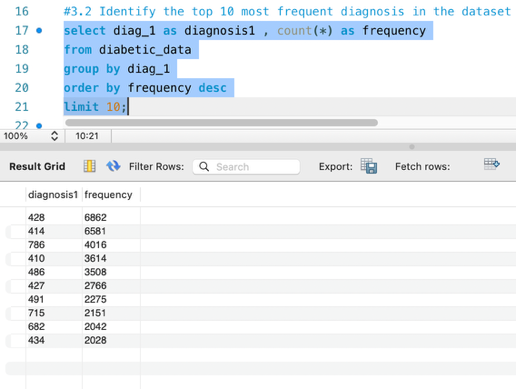 16 #3.2 Identify the top 10 most frequent diagnosis in the dataset
17 select diag_1 as diagnosis1 , count(*) as frequency
18 from diabetic_data
19 group by diag_1
20 order by frequency desc
21 limit 10;
22
100% 10:21
Result Grid Filter Rows: Search Export: Fetch rows:
diagnosis1 frequency
428 6862
414 6581
786 4016
410 3614
486 3508
427 2766
491 2275
715 2151
682 2042
434 2028